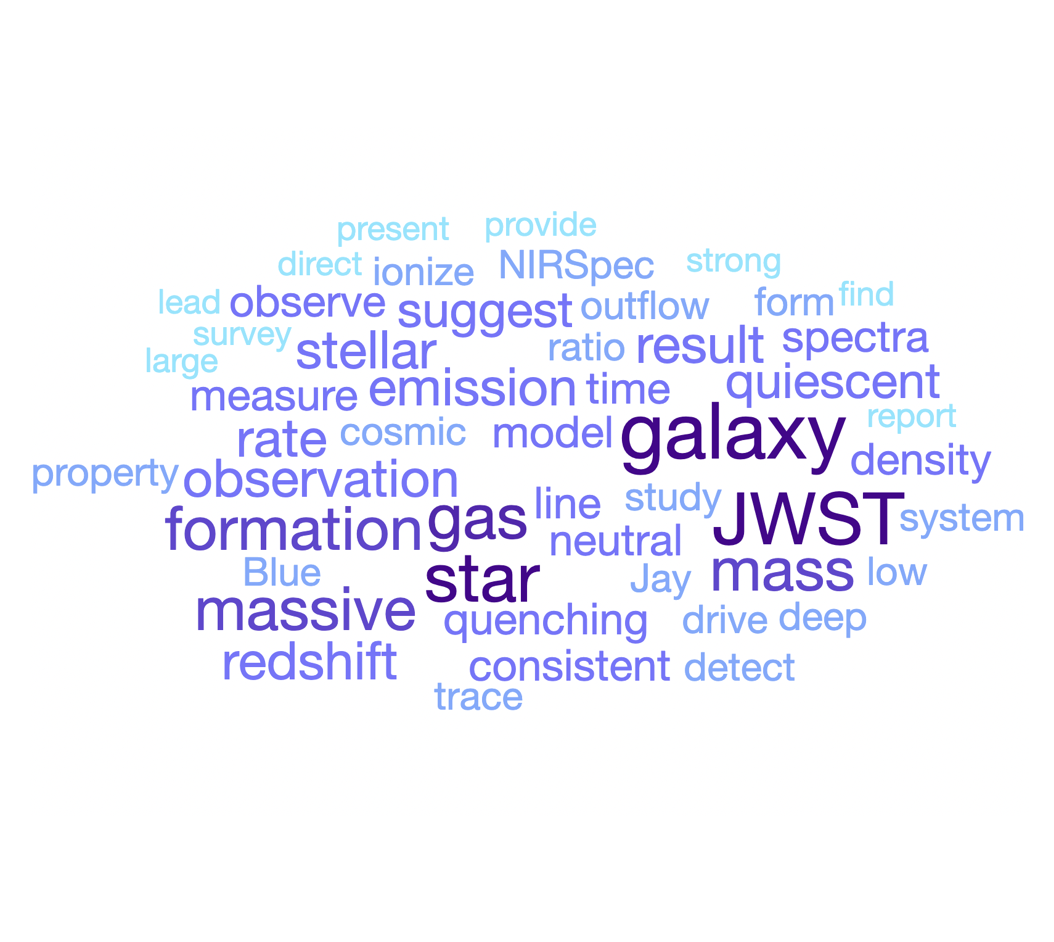 present provide
direct ionize NIRSpec strong
lead observe suggest outflow form find
survey stellar ratio result spectra
large measure emission time quiescent
rate cosmic model galaxy report
property observation density
formation gas line study JWST system
neutral
Blue star Jay mass low
massive quenching drive deep
redshift consistent detect
trace